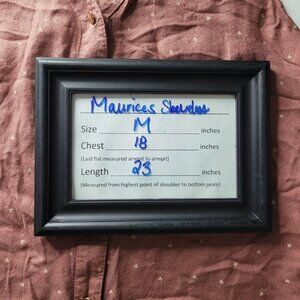 Maurices Sleeveless
Size M inches
Chest 18 inches
(Laid flat measured armpit to armpit)
Length 23 inches
(Measured from highest point of shoulder to bottom seam)